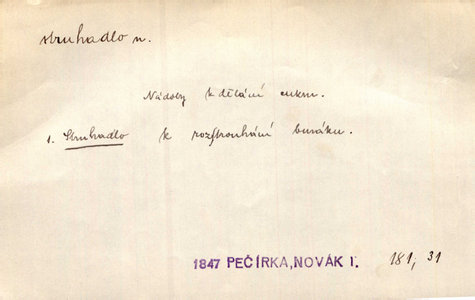 struhadlo n.
Nádoby k dělání cukru.
1. Struhadlo k rozstrouhání buráku.
1847 PEČÍRKA, NOVÁK I. 181, 31